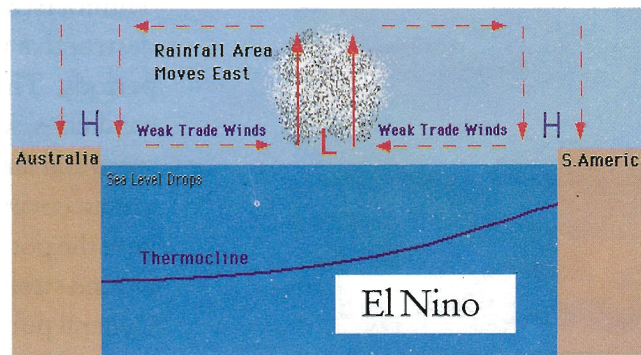 Rainfall Area
Moves East
H
Weak Trade Winds
L
Weak Trade Winds
H
Australia
S.Americ
Sea Level Drops
Thermocline
El Nino